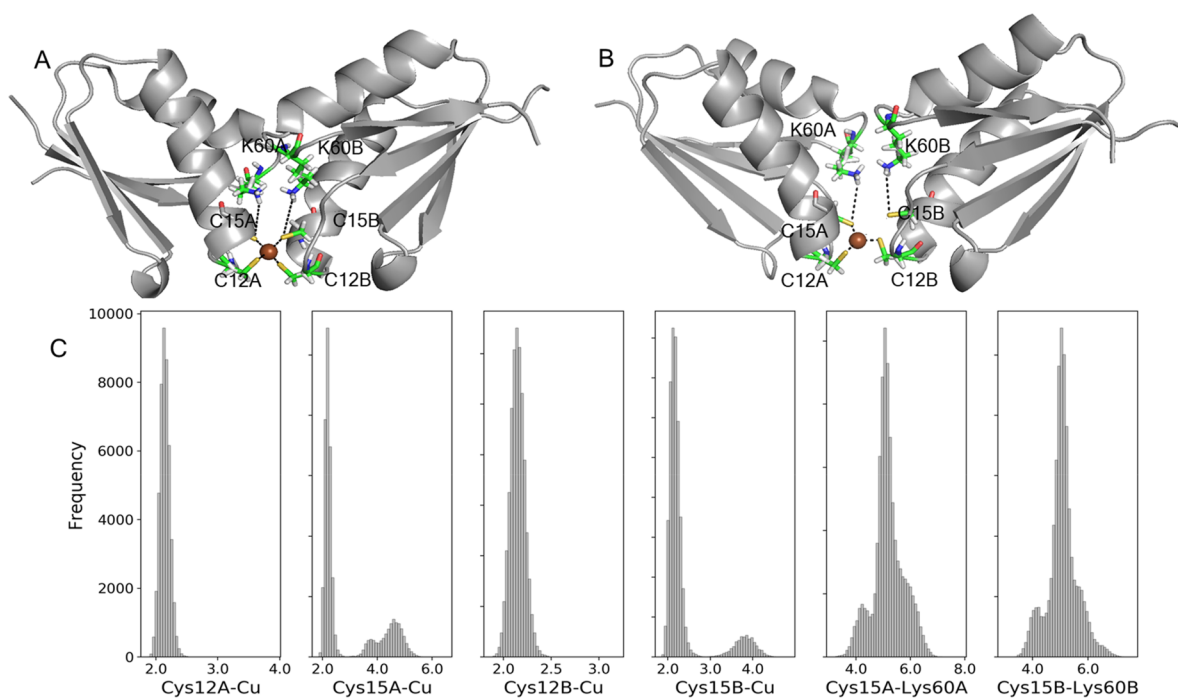 A
B
K60A
K60B
C15A
C15B
C12A
C12B
K60A
K60B
C15A
C15B
C12A
C12B
C
Frequency
10000
8000
6000
4000
2000
0
2.0 3.0 4.0
Cys12A-Cu
2.0 4.0 6.0
Cys15A-Cu
2.0 2.5 3.0
Cys12B-Cu
2.0 3.0 4.0
Cys15B-Cu
4.0 6.0 8.0
Cys15A-Lys60A
4.0 6.0
Cys15B-Lys60B